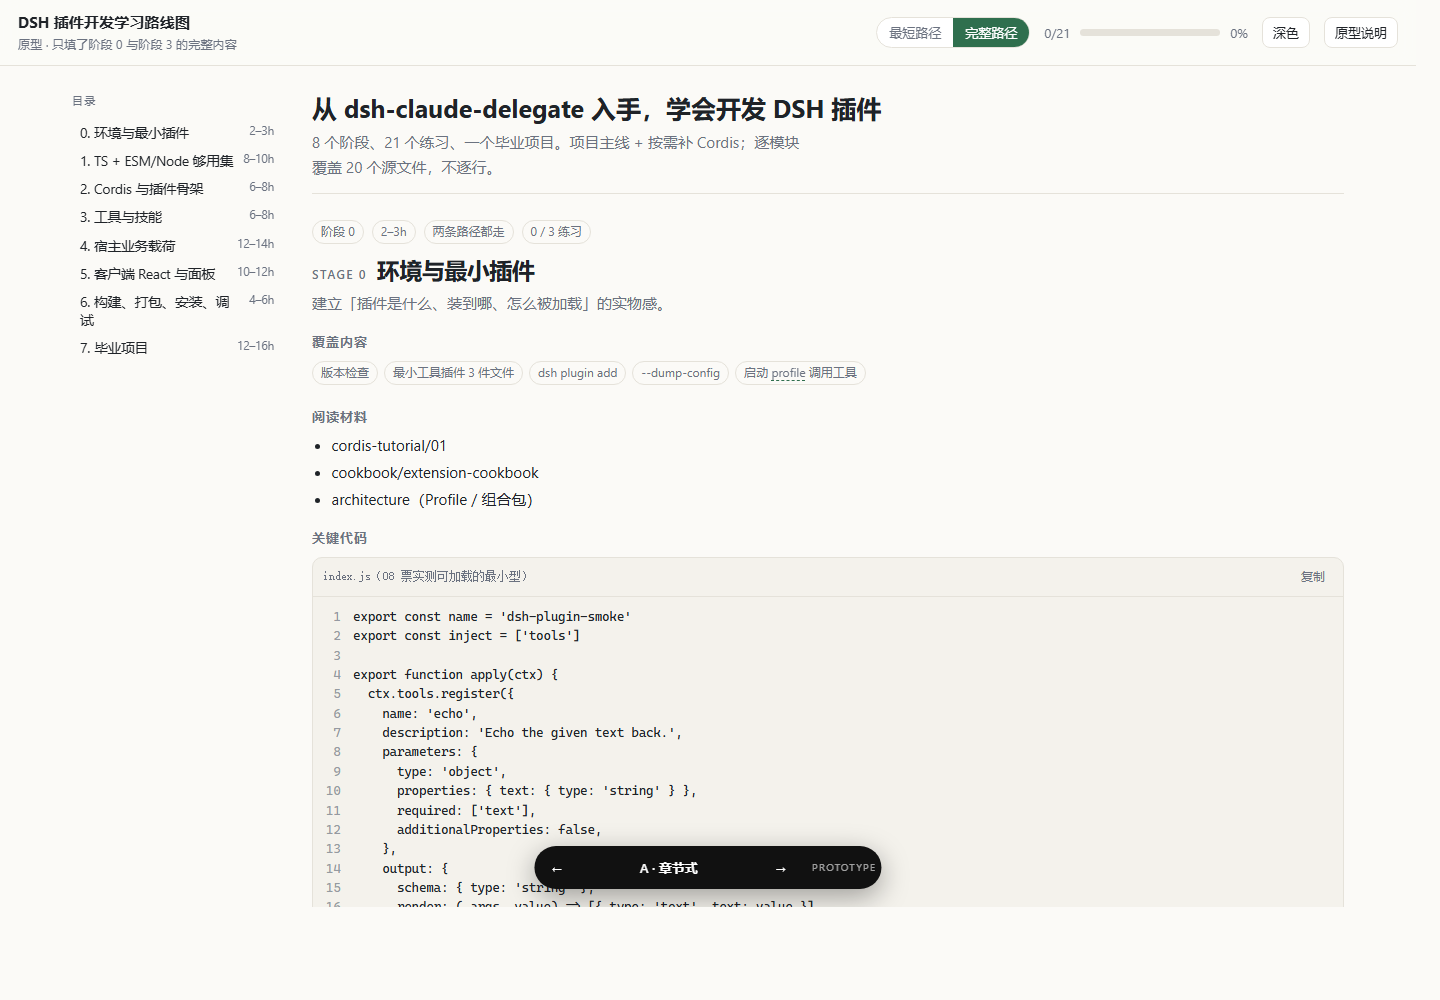 DSH 插件开发学习路线图
原型 · 只填了阶段 0 与阶段 3 的完整内容
最短路径
完整路径
0/21
0%
深色
原型说明
目录
0. 环境与最小插件 2–3h
1. TS + ESM/Node 够用集 8–10h
2. Cordis 与插件骨架 6–8h
3. 工具与技能 6–8h
4. 宿主业务载荷 12–14h
5. 客户端 React 与面板 10–12h
6. 构建、打包、安装、调 4–6h
试
7. 毕业项目 12–16h
从 dsh-claude-delegate 入手，学会开发 DSH 插件
8 个阶段、21 个练习、一个毕业项目。项目主线 + 按需补 Cordis；逐模块
覆盖 20 个源文件，不逐行。
阶段 0
2–3h
两条路径都走
0 / 3 练习
STAGE 0 环境与最小插件
建立「插件是什么、装到哪、怎么被加载」的实物感。
覆盖内容
版本检查
最小工具插件 3 件文件
dsh plugin add
--dump-config
启动 profile 调用工具
阅读材料
cordis-tutorial/01
cookbook/extension-cookbook
architecture（Profile / 组合包）
关键代码
index.js（08 票实测可加载的最小型）
复制
1 export const name = 'dsh-plugin-smoke'
2 export const inject = ['tools']
3
4 export function apply(ctx) {
5 ctx.tools.register({
6 name: 'echo',
7 description: 'Echo the given text back.',
8 parameters: {
9 type: 'object',
10 properties: { text: { type: 'string' } },
11 required: ['text'],
12 additionalProperties: false,
13 },
14 output: {
15 schema: { type: 'string' },
16 render: (_args, value) => [{ type: 'text', text: value }]
← A · 章节式 → PROTOTYPE